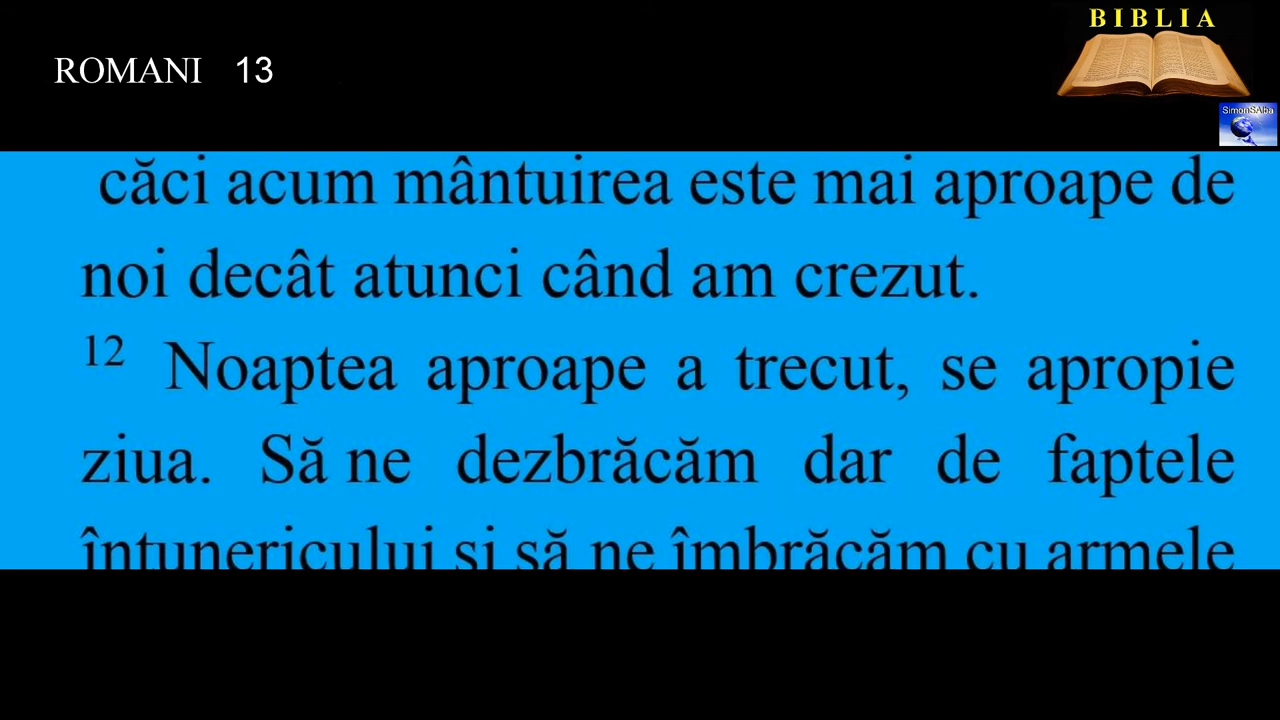 BIBLIA
ROMANI 13
SimonSAlba
căci acum mântuirea este mai aproape de
noi decât atunci când am crezut.
12 Noaptea aproape a trecut, se apropie
ziua. Să ne dezbrăcăm dar de faptele
întunericului și să ne îmbrăcăm cu armele